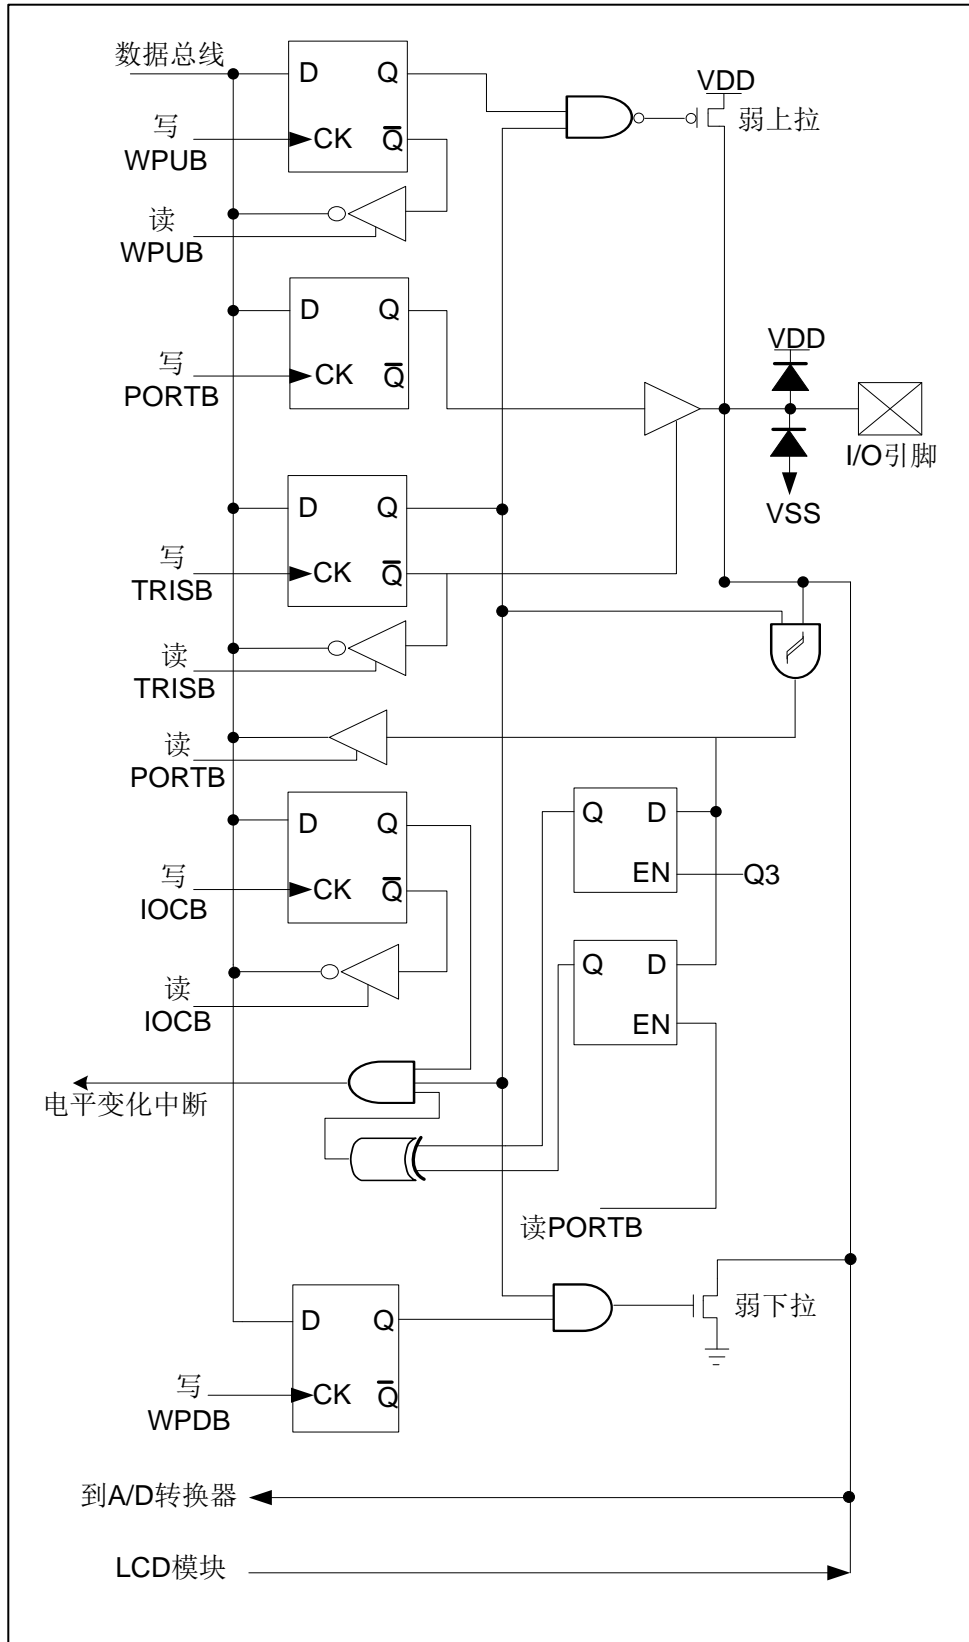 数据总线
D Q
CK Q
写
WPUB
读
WPUB
VDD
弱上拉
D Q
CK Q
写
PORTB
VDD
I/O引脚
VSS
D Q
CK Q
写
TRISB
读
TRISB
读
PORTB
D Q
CK Q
写
IOCB
读
IOCB
Q D
EN Q3
Q D
EN
电平变化中断
读PORTB
D Q
CK Q
写
WPDB
弱下拉
到A/D转换器
LCD模块